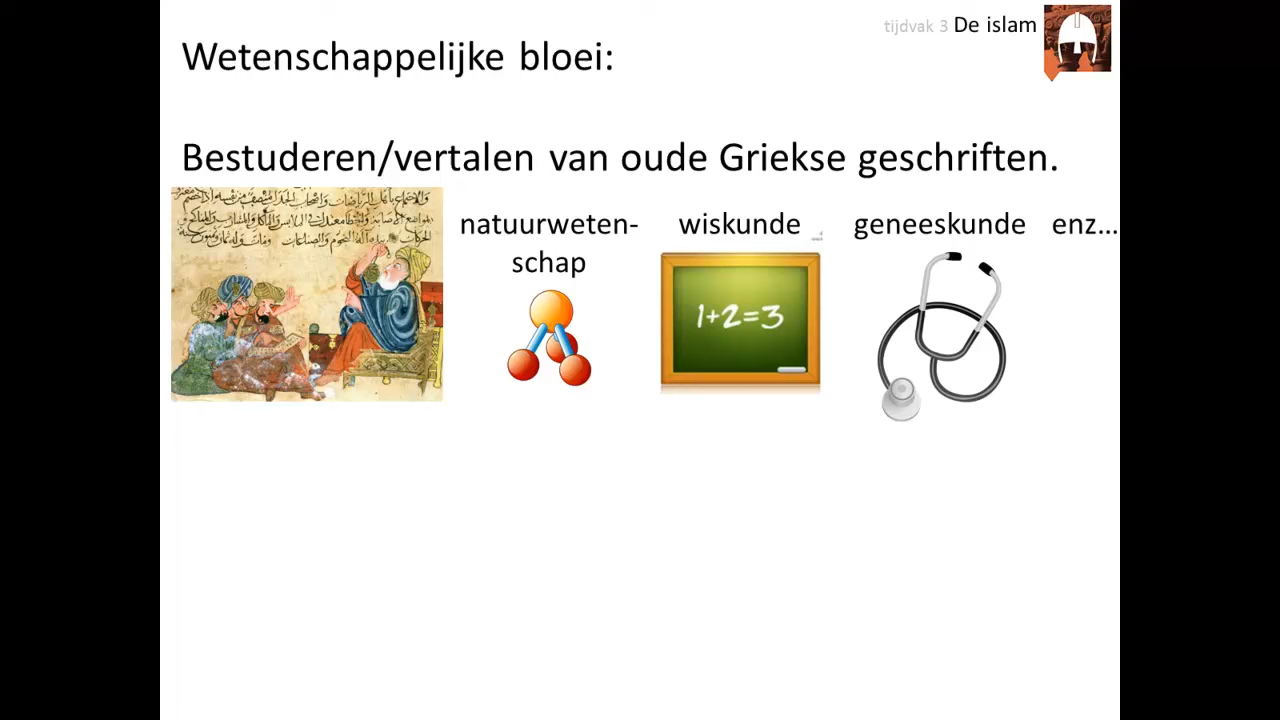 tijdvak 3 De islam
Wetenschappelijke bloei:
Bestuderen/vertalen van oude Griekse geschriften.
natuurweten-
schap
wiskunde
geneeskunde
enz...
1+2=3